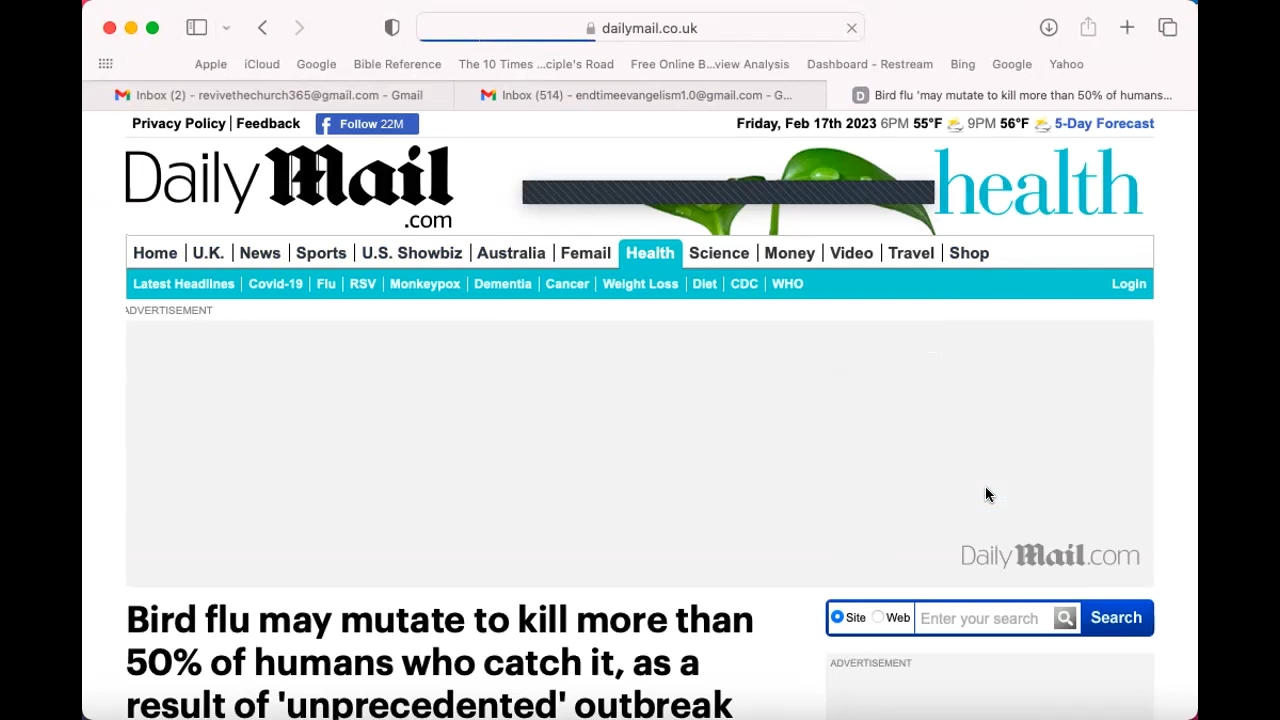 dailymail.co.uk
Apple iCloud Google Bible Reference The 10 Times ...ciple's Road Free Online B...view Analysis Dashboard - Restream Bing Google Yahoo
Inbox (2) - revivethechurch365@gmail.com - Gmail
Inbox (514) - endtimeevangelism1.0@gmail.com - G...
D Bird flu 'may mutate to kill more than 50% of humans...
Privacy Policy | Feedback
f Follow 22M
Friday, Feb 17th 2023 6PM 55°F 9PM 56°F 5-Day Forecast
Daily Mail
.com
health
Home | U.K. | News | Sports | U.S. Showbiz | Australia | Femail | Health | Science | Money | Video | Travel | Shop
Latest Headlines | Covid-19 | Flu | RSV | Monkeypox | Dementia | Cancer | Weight Loss | Diet | CDC | WHO
Login
ADVERTISEMENT
Daily Mail.com
Bird flu may mutate to kill more than
50% of humans who catch it, as a
result of 'unprecedented' outbreak
Site Web Enter your search Search
ADVERTISEMENT